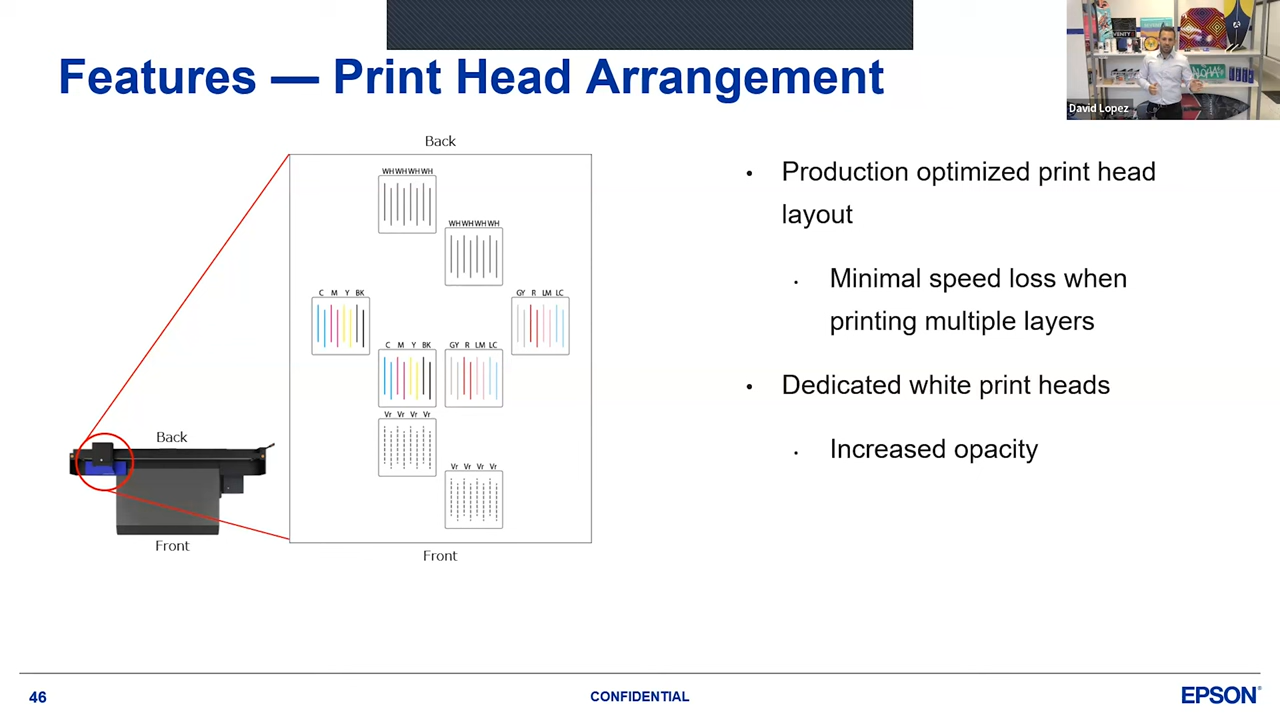 Features — Print Head Arrangement
David Lopez
Back
WH WH WH WH
WH WH WH WH
C M Y BK
GY R LM LC
C M Y BK
GY R LM LC
Vr Vr Vr Vr
Vr Vr Vr Vr
Front
Back
Front
• Production optimized print head
layout
• Minimal speed loss when
printing multiple layers
• Dedicated white print heads
• Increased opacity
46
CONFIDENTIAL
EPSON